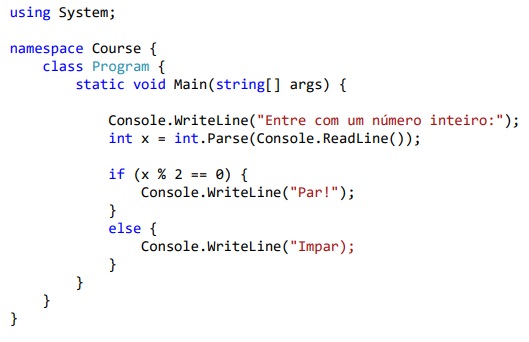 using System;
namespace Course {
class Program {
static void Main(string[] args) {
Console.WriteLine("Entre com um número inteiro:");
int x = int.Parse(Console.ReadLine());
if (x % 2 == 0) {
Console.WriteLine("Par!");
}
else {
Console.WriteLine("Impar);
}
}
}
}